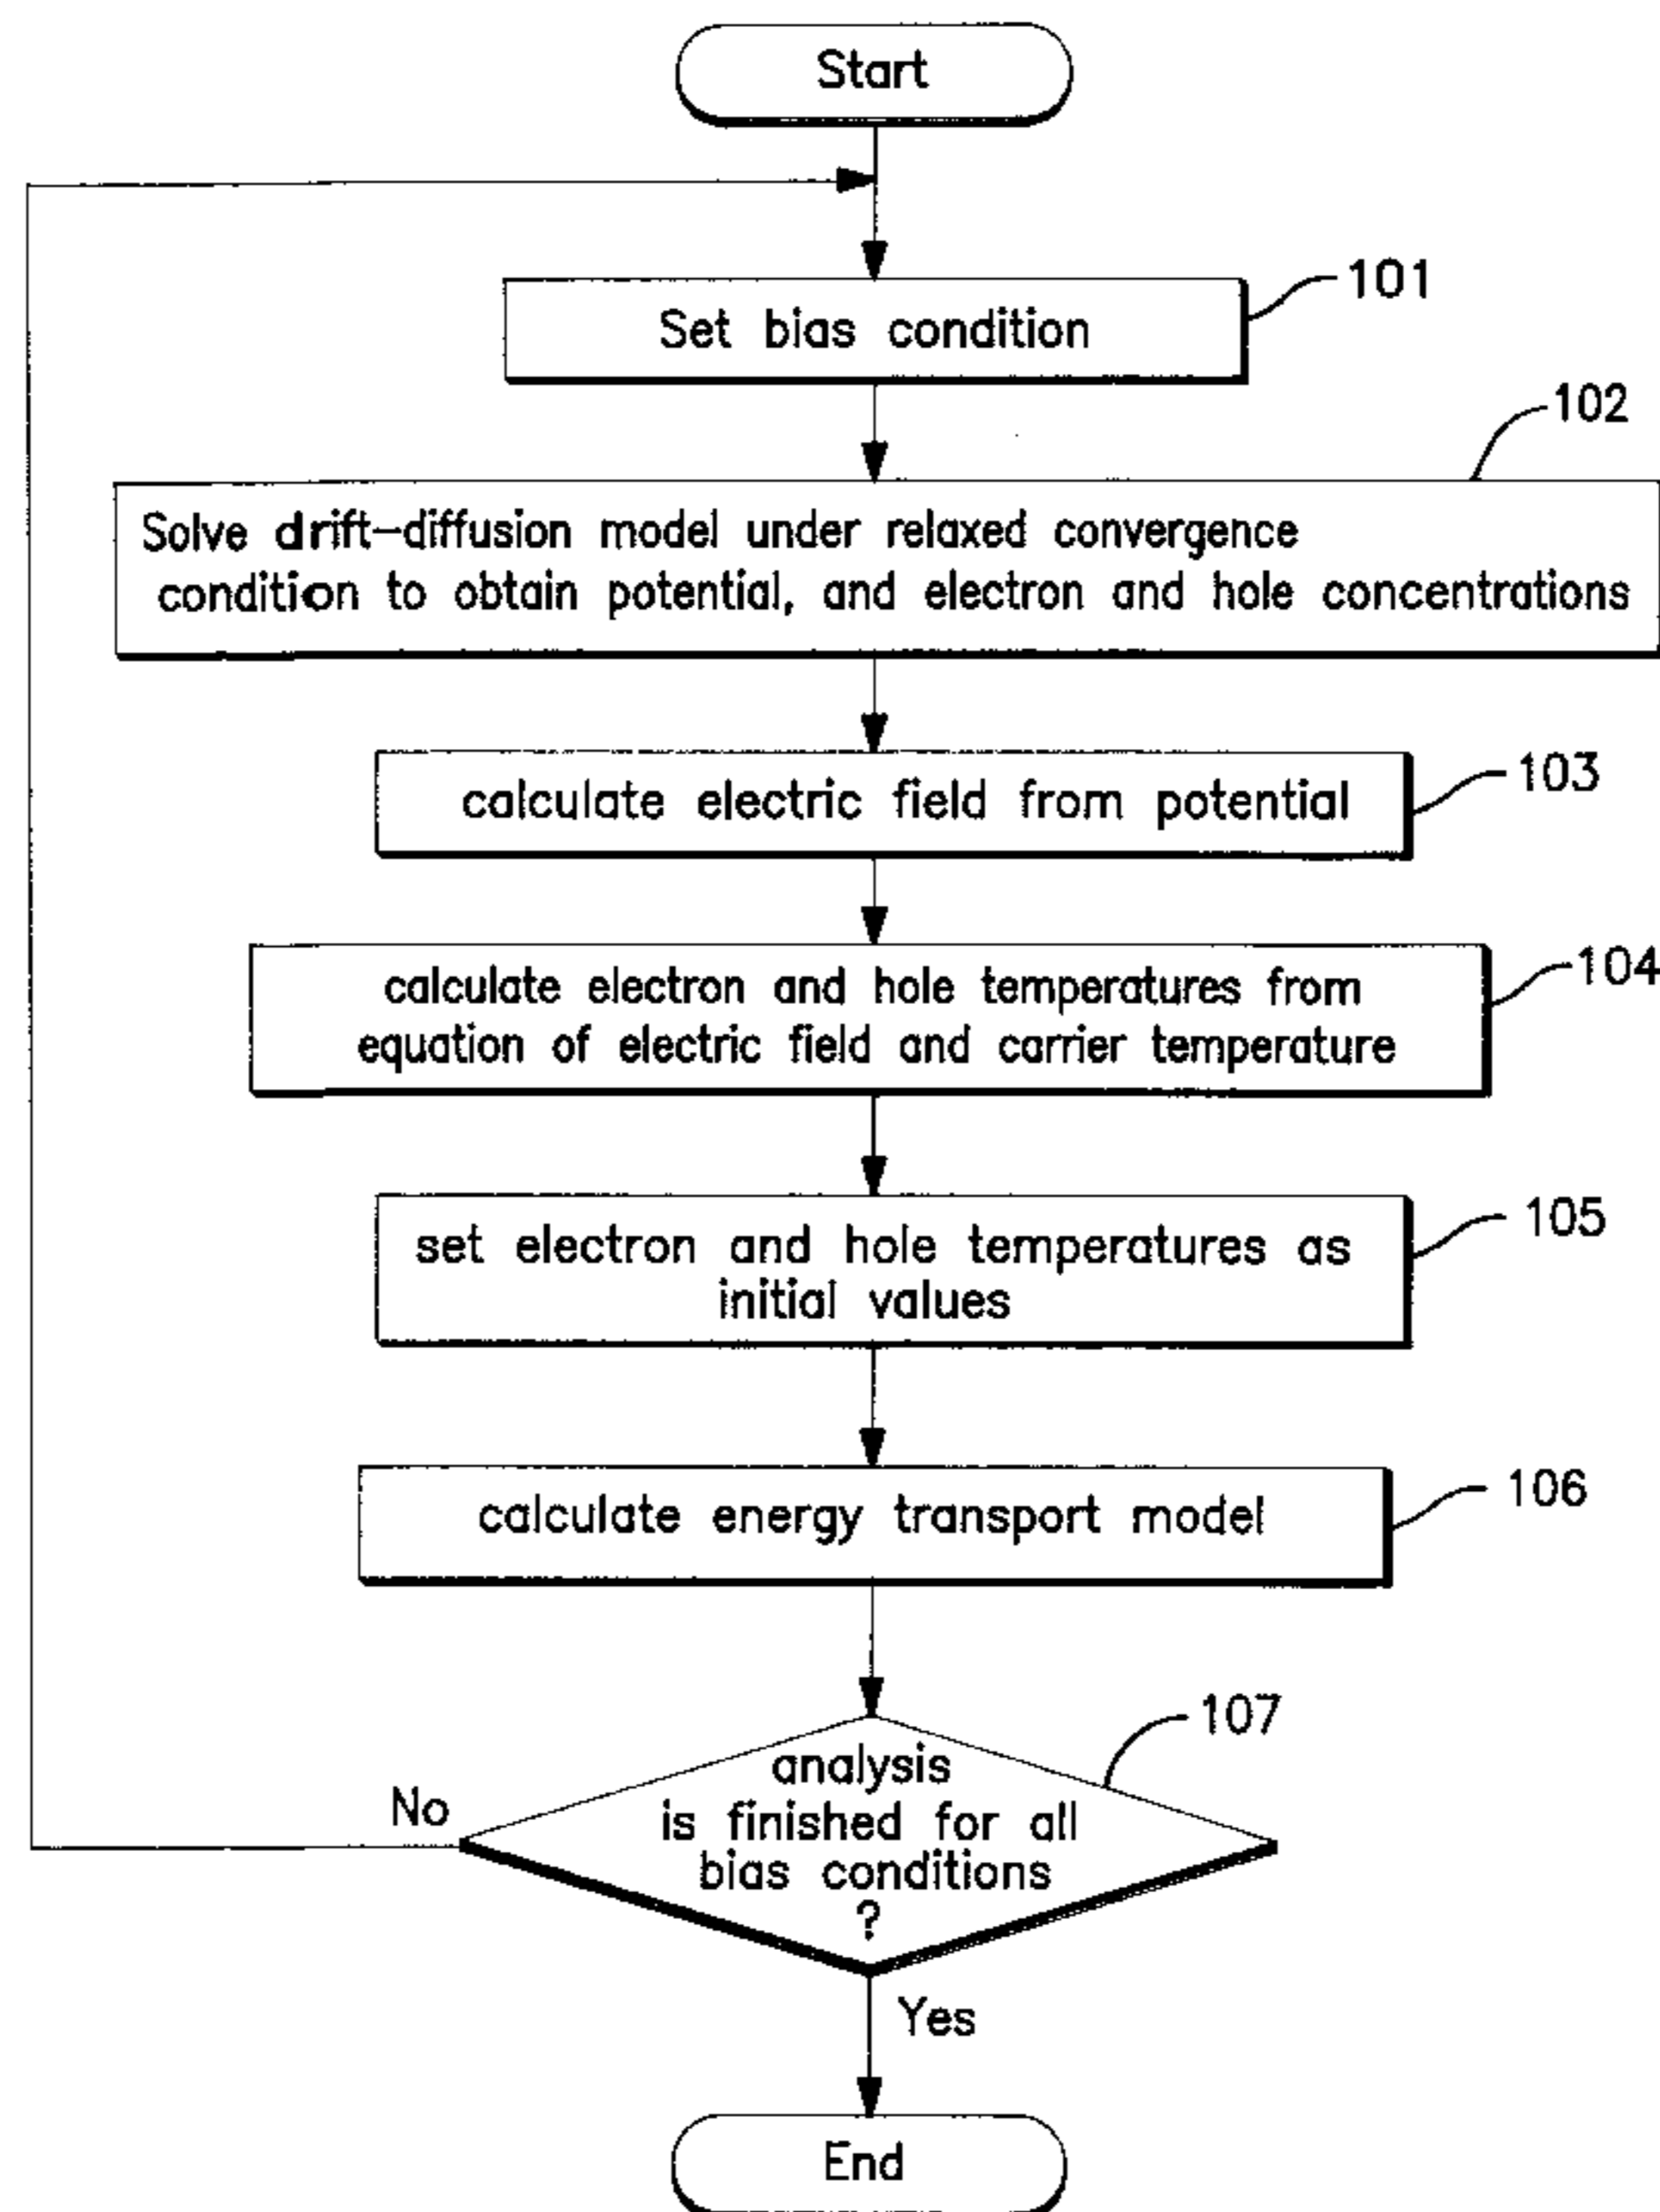 Start
101
Set bias condition
102
Solve drift-diffusion model under relaxed convergence
condition to obtain potential, and electron and hole concentrations
103
calculate electric field from potential
104
calculate electron and hole temperatures from
equation of electric field and carrier temperature
105
set electron and hole temperatures as
initial values
106
calculate energy transport model
107
analysis
is finished for all
bias conditions
?
No
Yes
End